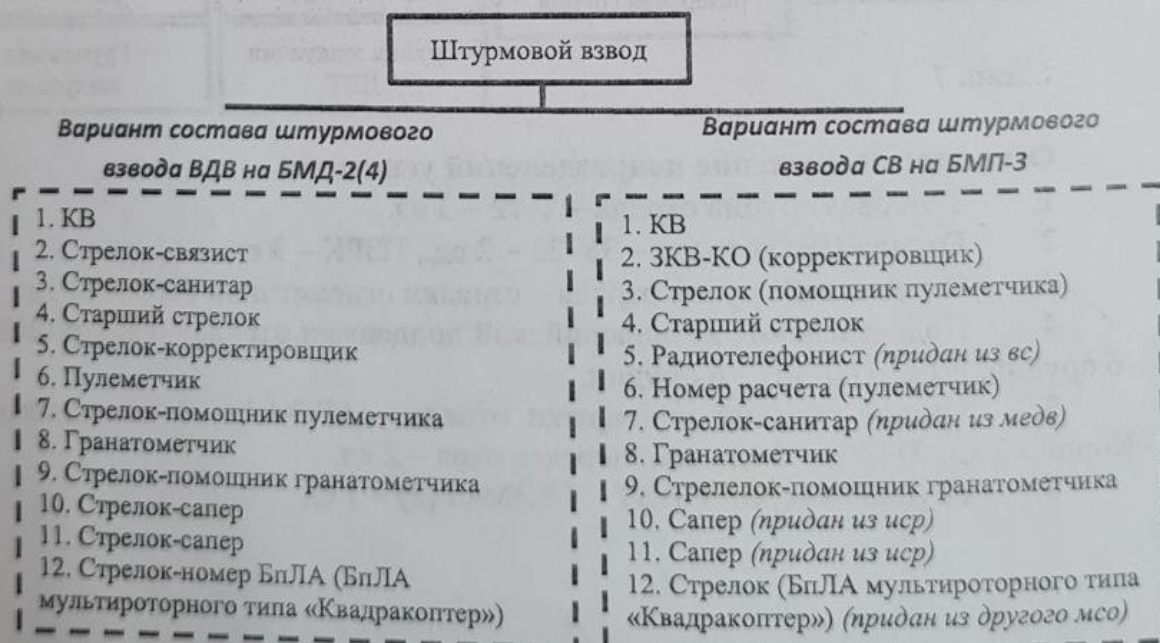 Штурмовой взвод
Вариант состава штурмового
взвода ВДВ на БМД-2(4)
1. КВ
2. Стрелок-связист
3. Стрелок-санитар
4. Старший стрелок
5. Стрелок-корректировщик
6. Пулеметчик
7. Стрелок-помощник пулеметчика
8. Гранатометчик
9. Стрелок-помощник гранатометчика
10. Стрелок-сапер
11. Стрелок-сапер
12. Стрелок-номер БпЛА (БпЛА
мультироторного типа «Квадракоптер»)
Вариант состава штурмового
взвода СВ на БМП-3
1. КВ
2. ЗКВ-КО (корректировщик)
3. Стрелок (помощник пулеметчика)
4. Старший стрелок
5. Радиотелефонист (придан из вс)
6. Номер расчета (пулеметчик)
7. Стрелок-санитар (придан из медв)
8. Гранатометчик
9. Стрелелок-помощник гранатометчика
10. Сапер (придан из иср)
11. Сапер (придан из иср)
12. Стрелок (БпЛА мультироторного типа
«Квадракоптер») (придан из другого мсо)